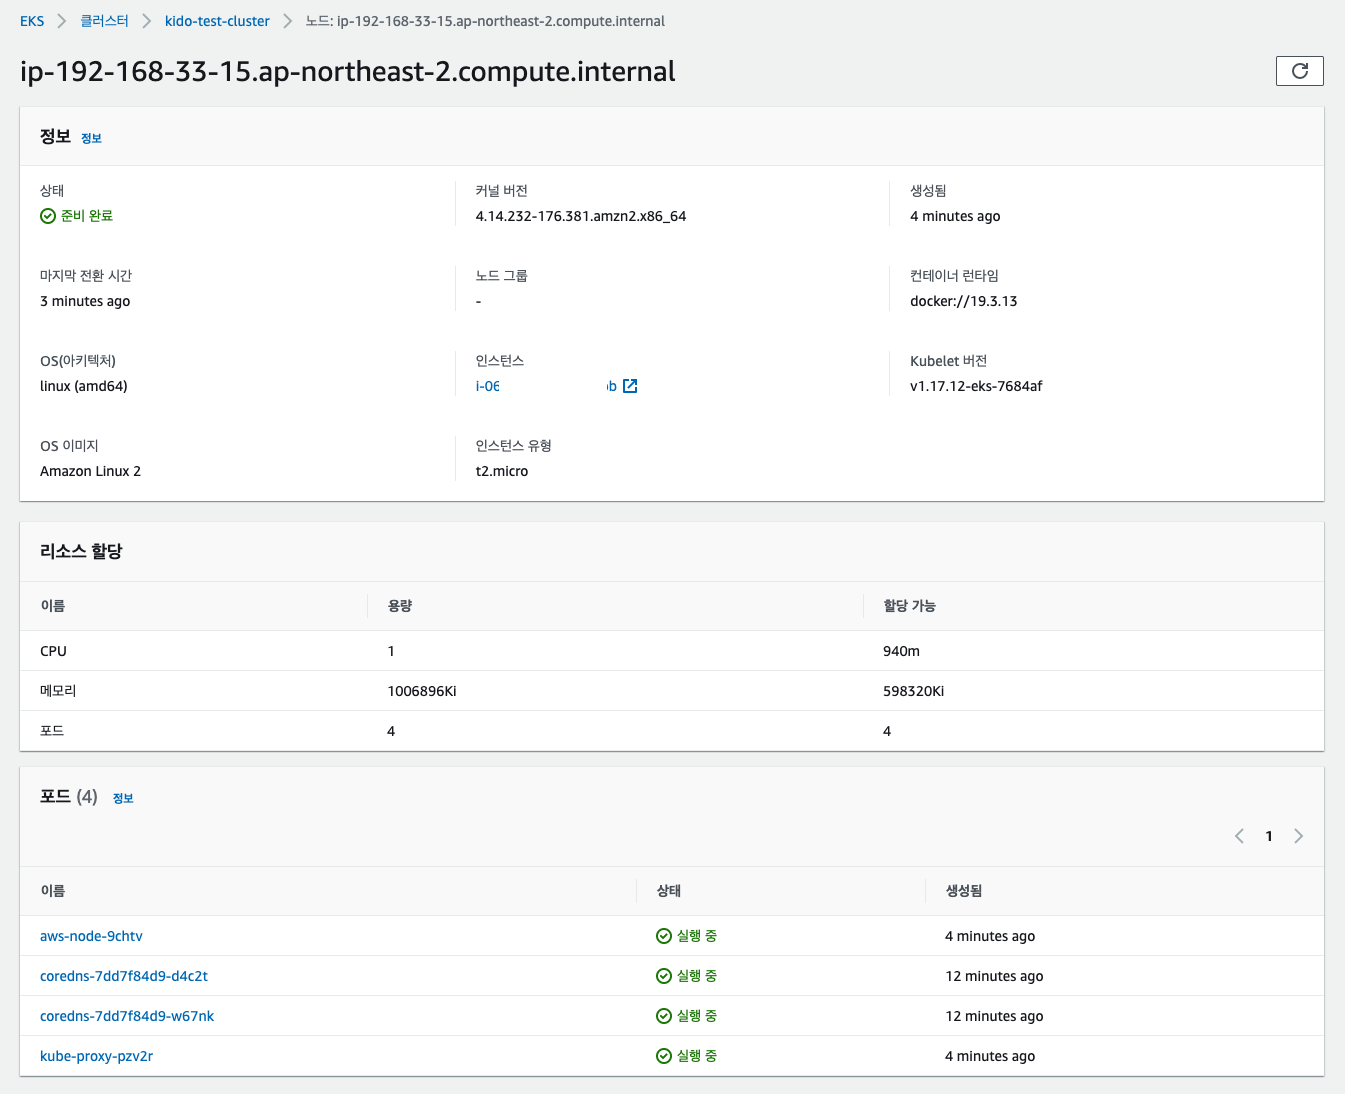 EKS > 클러스터 > kido-test-cluster > 노드: ip-192-168-33-15.ap-northeast-2.compute.internal
ip-192-168-33-15.ap-northeast-2.compute.internal
정보 정보
상태 커널 버전 생성됨
준비 완료 4.14.232-176.381.amzn2.x86_64 4 minutes ago
마지막 전환 시간 노드 그룹 컨테이너 런타임
3 minutes ago - docker://19.3.13
OS(아키텍처) 인스턴스 Kubelet 버전
linux (amd64) i-06 b v1.17.12-eks-7684af
OS 이미지 인스턴스 유형
Amazon Linux 2 t2.micro
리소스 할당
이름 용량 할당 가능
CPU 1 940m
메모리 1006896Ki 598320Ki
포드 4 4
포드 (4) 정보
< 1 >
이름 상태 생성됨
aws-node-9chtv 실행 중 4 minutes ago
coredns-7dd7f84d9-d4c2t 실행 중 12 minutes ago
coredns-7dd7f84d9-w67nk 실행 중 12 minutes ago
kube-proxy-pzv2r 실행 중 4 minutes ago